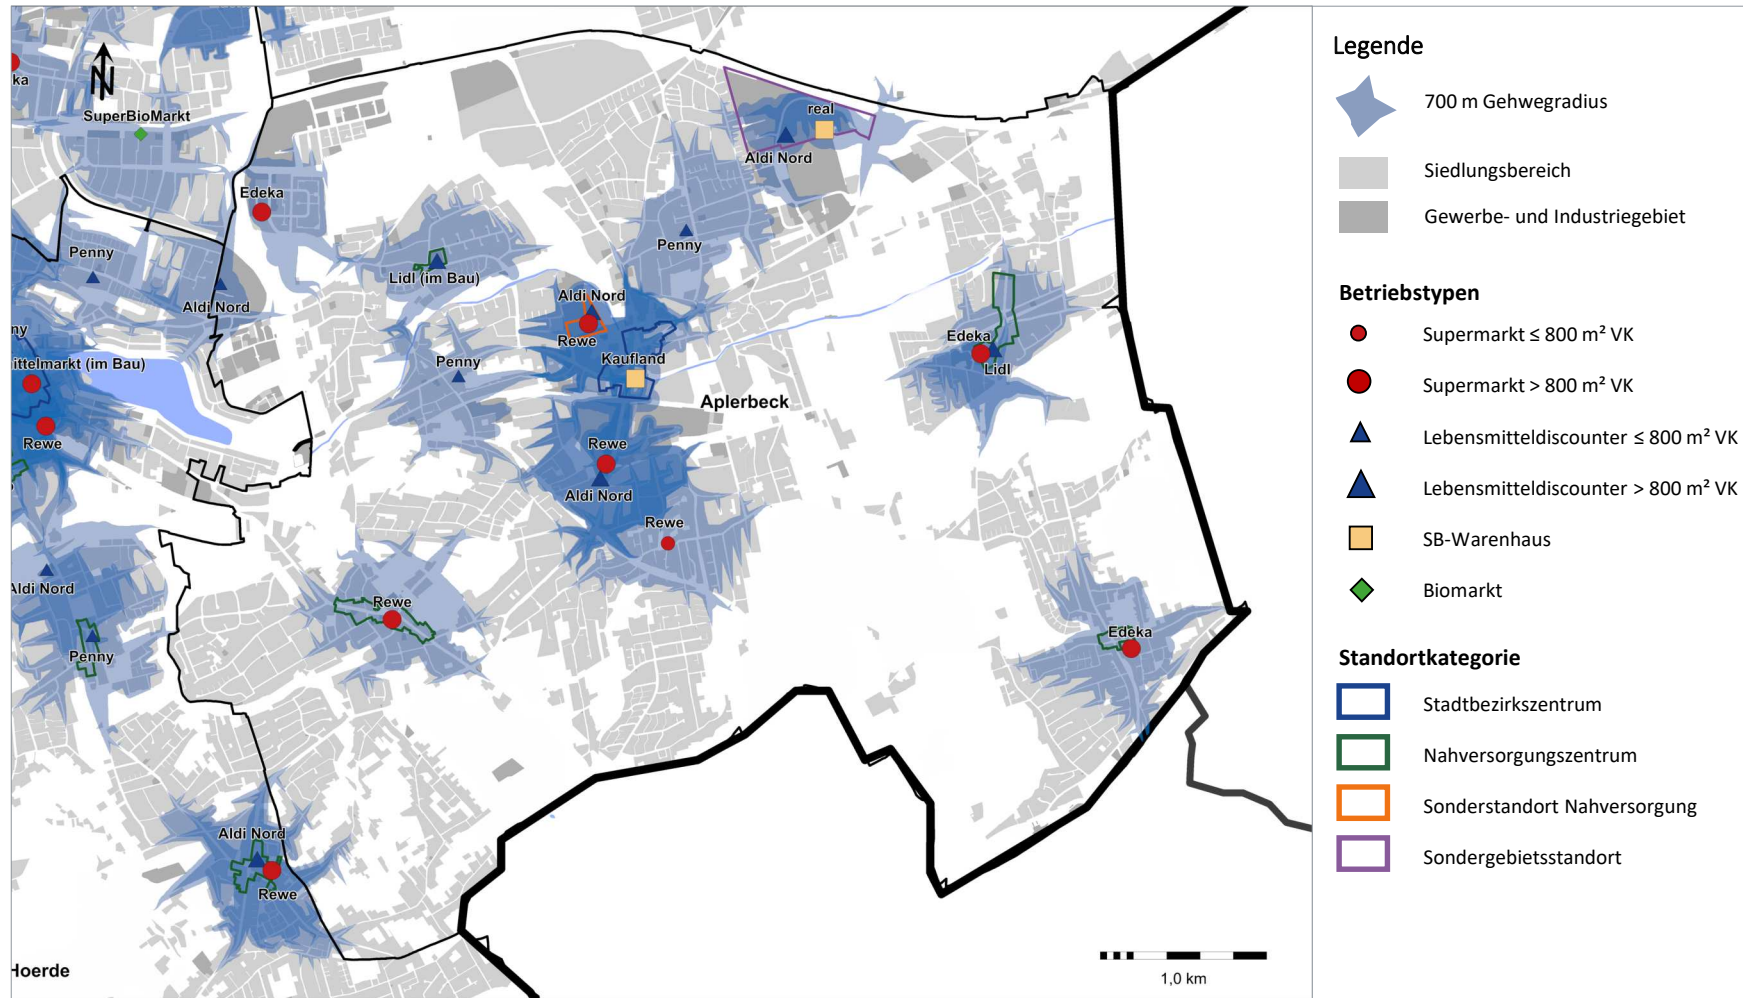 ka
N
SuperBioMarkt
real
Aldi Nord
Edeka
Penny
Penny
Lidl (im Bau)
Aldi Nord
Aldi Nord
ny
Rewe
Edeka
Kaufland
ittelmarkt (im Bau)
Penny
Lidl
Aplerbeck
Rewe
Rewe
Aldi Nord
Rewe
Aldi Nord
Rewe
Edeka
Penny
Aldi Nord
Rewe
Hoerde
1,0 km
Legende
700 m Gehwegradius
Siedlungsbereich
Gewerbe- und Industriegebiet
Betriebstypen
Supermarkt ≤ 800 m² VK
Supermarkt > 800 m² VK
Lebensmitteldiscounter ≤ 800 m² VK
Lebensmitteldiscounter > 800 m² VK
SB-Warenhaus
Biomarkt
Standortkategorie
Stadtbezirkszentrum
Nahversorgungszentrum
Sonderstandort Nahversorgung
Sondergebietsstandort